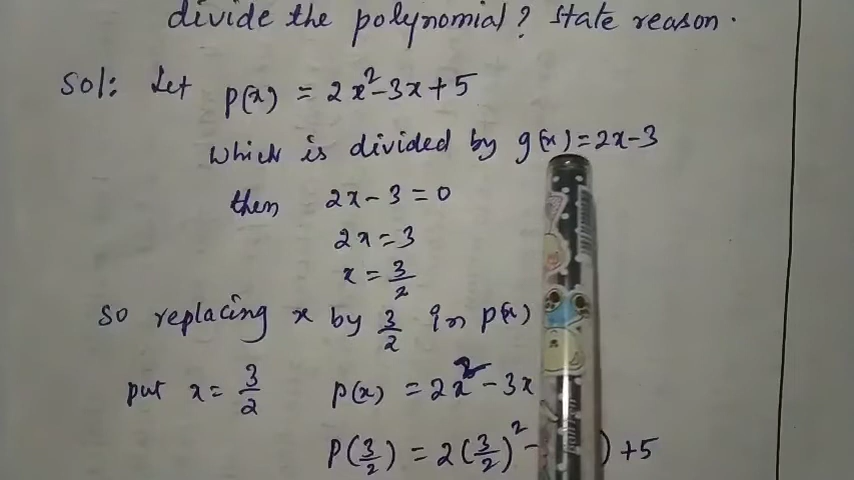 divide the polynomial? state reason.
Sol: Let p(x) = 2x²-3x+5
which is divided by g(x)=2x-3
then 2x-3=0
2x=3
x=3/2
So replacing x by 3/2 in p(x)
put x=3/2 p(x) = 2x²-3x
P(3/2) = 2(3/2)²- )+5